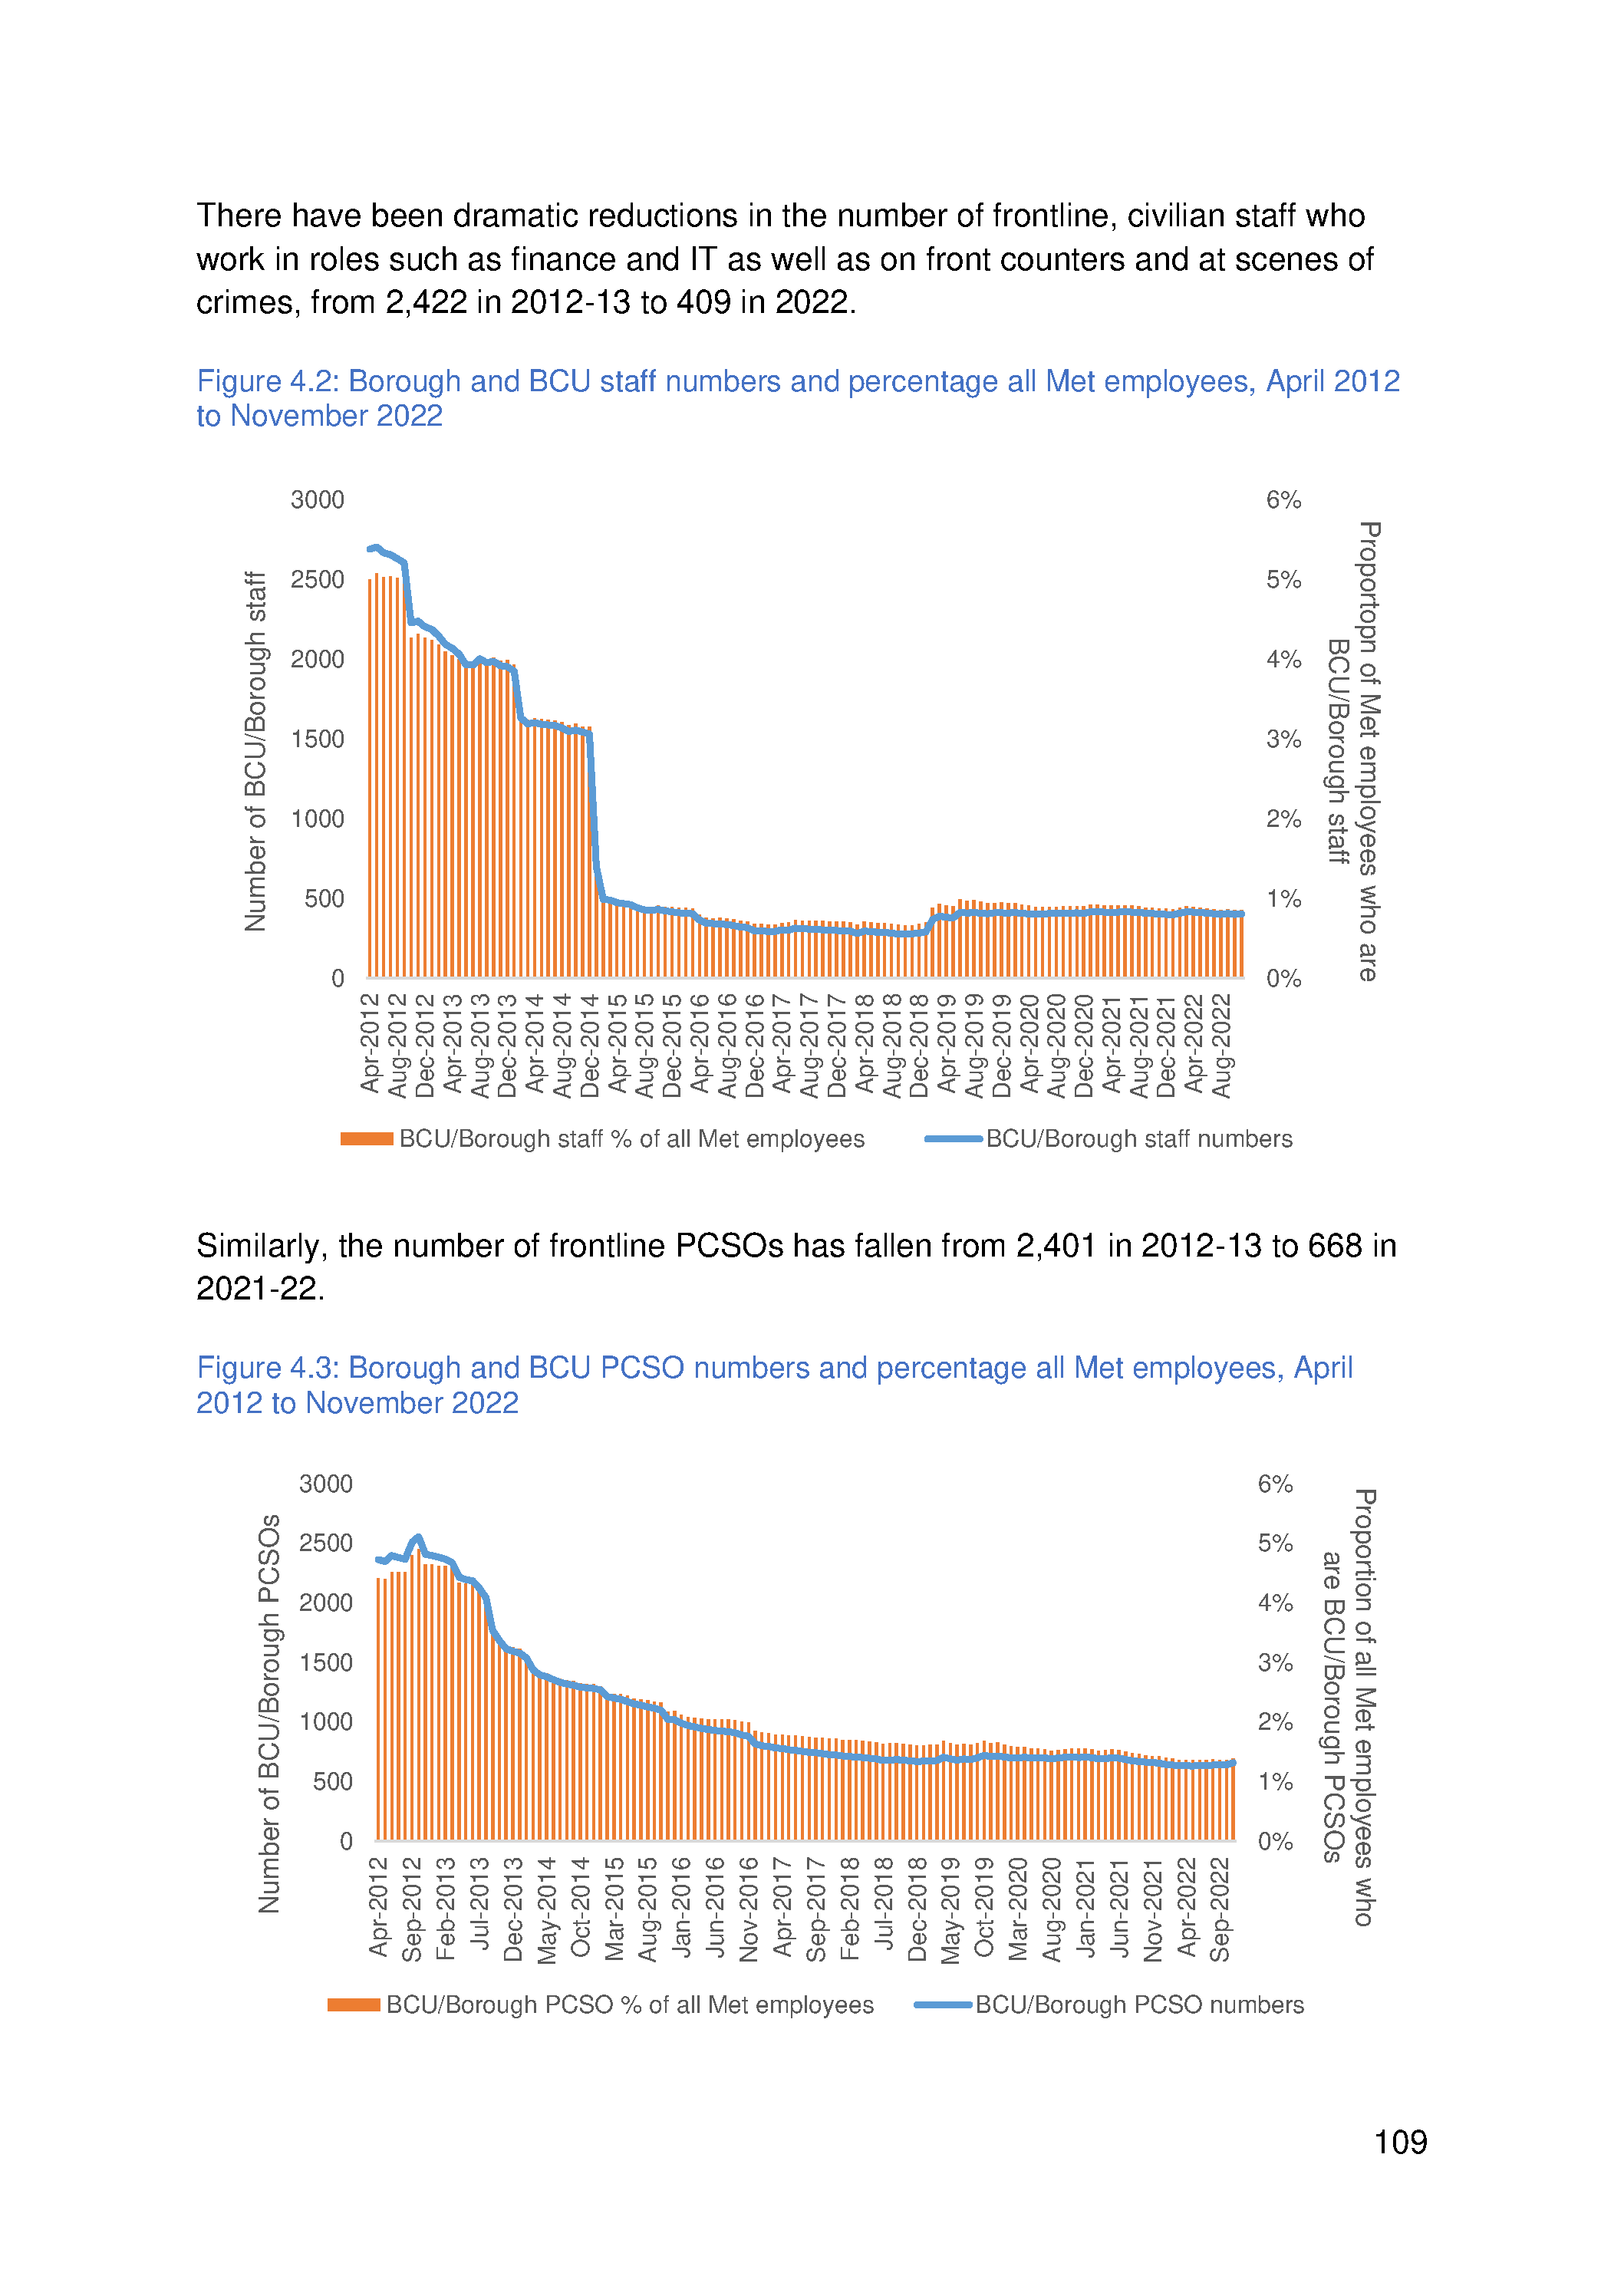 There have been dramatic reductions in the number of frontline, civilian staff who
work in roles such as finance and IT as well as on front counters and at scenes of
crimes, from 2,422 in 2012-13 to 409 in 2022.
Figure 4.2: Borough and BCU staff numbers and percentage all Met employees, April 2012
to November 2022
Number of BCU/Borough staff
3000
2500
2000
1500
1000
500
0
6%
5%
4%
3%
2%
1%
0%
Proportopn of Met employees who are
BCU/Borough staff
Apr-2012
Aug-2012
Dec-2012
Apr-2013
Aug-2013
Dec-2013
Apr-2014
Aug-2014
Dec-2014
Apr-2015
Aug-2015
Dec-2015
Apr-2016
Aug-2016
Dec-2016
Apr-2017
Aug-2017
Dec-2017
Apr-2018
Aug-2018
Dec-2018
Apr-2019
Aug-2019
Dec-2019
Apr-2020
Aug-2020
Dec-2020
Apr-2021
Aug-2021
Dec-2021
Apr-2022
Aug-2022
BCU/Borough staff % of all Met employees
BCU/Borough staff numbers
Similarly, the number of frontline PCSOs has fallen from 2,401 in 2012-13 to 668 in
2021-22.
Figure 4.3: Borough and BCU PCSO numbers and percentage all Met employees, April
2012 to November 2022
Number of BCU/Borough PCSOs
3000
2500
2000
1500
1000
500
0
6%
5%
4%
3%
2%
1%
0%
Proportion of all Met employees who
are BCU/Borough PCSOs
Apr-2012
Sep-2012
Feb-2013
Jul-2013
Dec-2013
May-2014
Oct-2014
Mar-2015
Aug-2015
Jan-2016
Jun-2016
Nov-2016
Apr-2017
Sep-2017
Feb-2018
Jul-2018
Dec-2018
May-2019
Oct-2019
Mar-2020
Aug-2020
Jan-2021
Jun-2021
Nov-2021
Apr-2022
Sep-2022
BCU/Borough PCSO % of all Met employees
BCU/Borough PCSO numbers
109